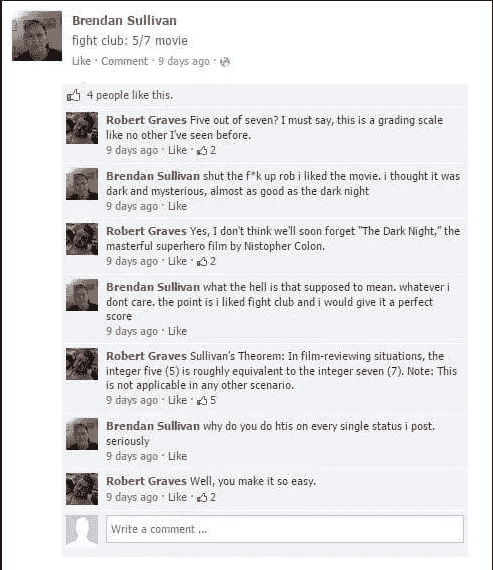 Brendan Sullivan
fight club: 5/7 movie
Like · Comment · 9 days ago ·
4 people like this.
Robert Graves Five out of seven? I must say, this is a grading scale
like no other I've seen before.
9 days ago · Like · 2
Brendan Sullivan shut the f*k up rob i liked the movie. i thought it was
dark and mysterious, almost as good as the dark night
9 days ago · Like
Robert Graves Yes, I don't think we'll soon forget "The Dark Night," the
masterful superhero film by Nistopher Colon.
9 days ago · Like · 2
Brendan Sullivan what the hell is that supposed to mean. whatever i
dont care. the point is i liked fight club and i would give it a perfect
score
9 days ago · Like
Robert Graves Sullivan's Theorem: In film-reviewing situations, the
integer five (5) is roughly equivalent to the integer seven (7). Note: This
is not applicable in any other scenario.
9 days ago · Like · 5
Brendan Sullivan why do you do htis on every single status i post.
seriously
9 days ago · Like
Robert Graves Well, you make it so easy.
9 days ago · Like · 2
Write a comment ...